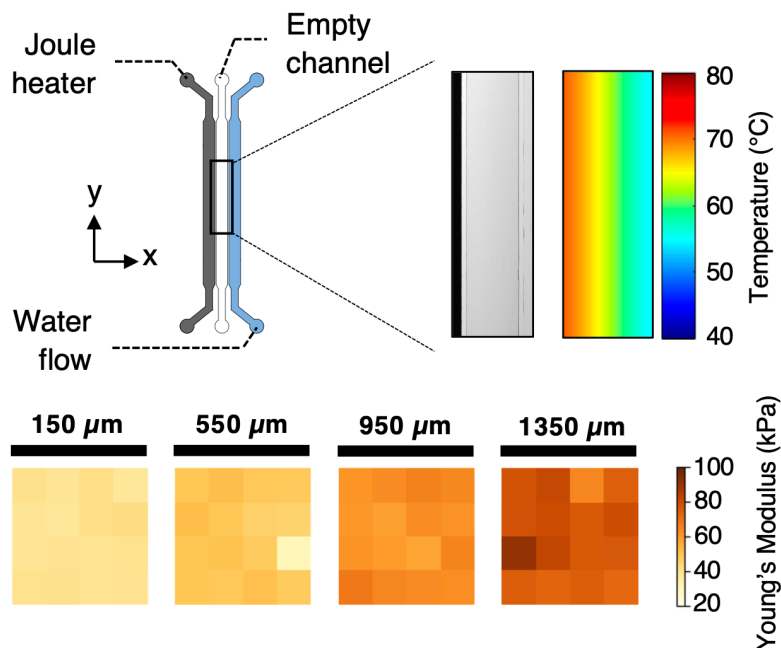 Joule
heater
Empty
channel
y
x
Water
flow
80
70
60
50
40
Temperature (°C)
150 μm
550 μm
950 μm
1350 μm
100
80
60
40
20
Young's Modulus (kPa)